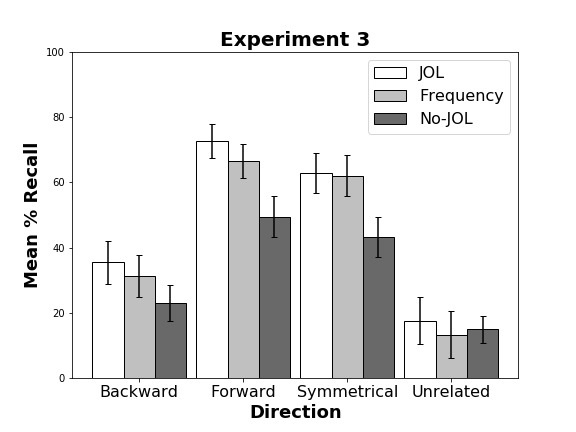 Experiment 3
JOL
Frequency
No-JOL
Mean % Recall
100
80
60
40
20
0
Backward Forward Symmetrical Unrelated
Direction